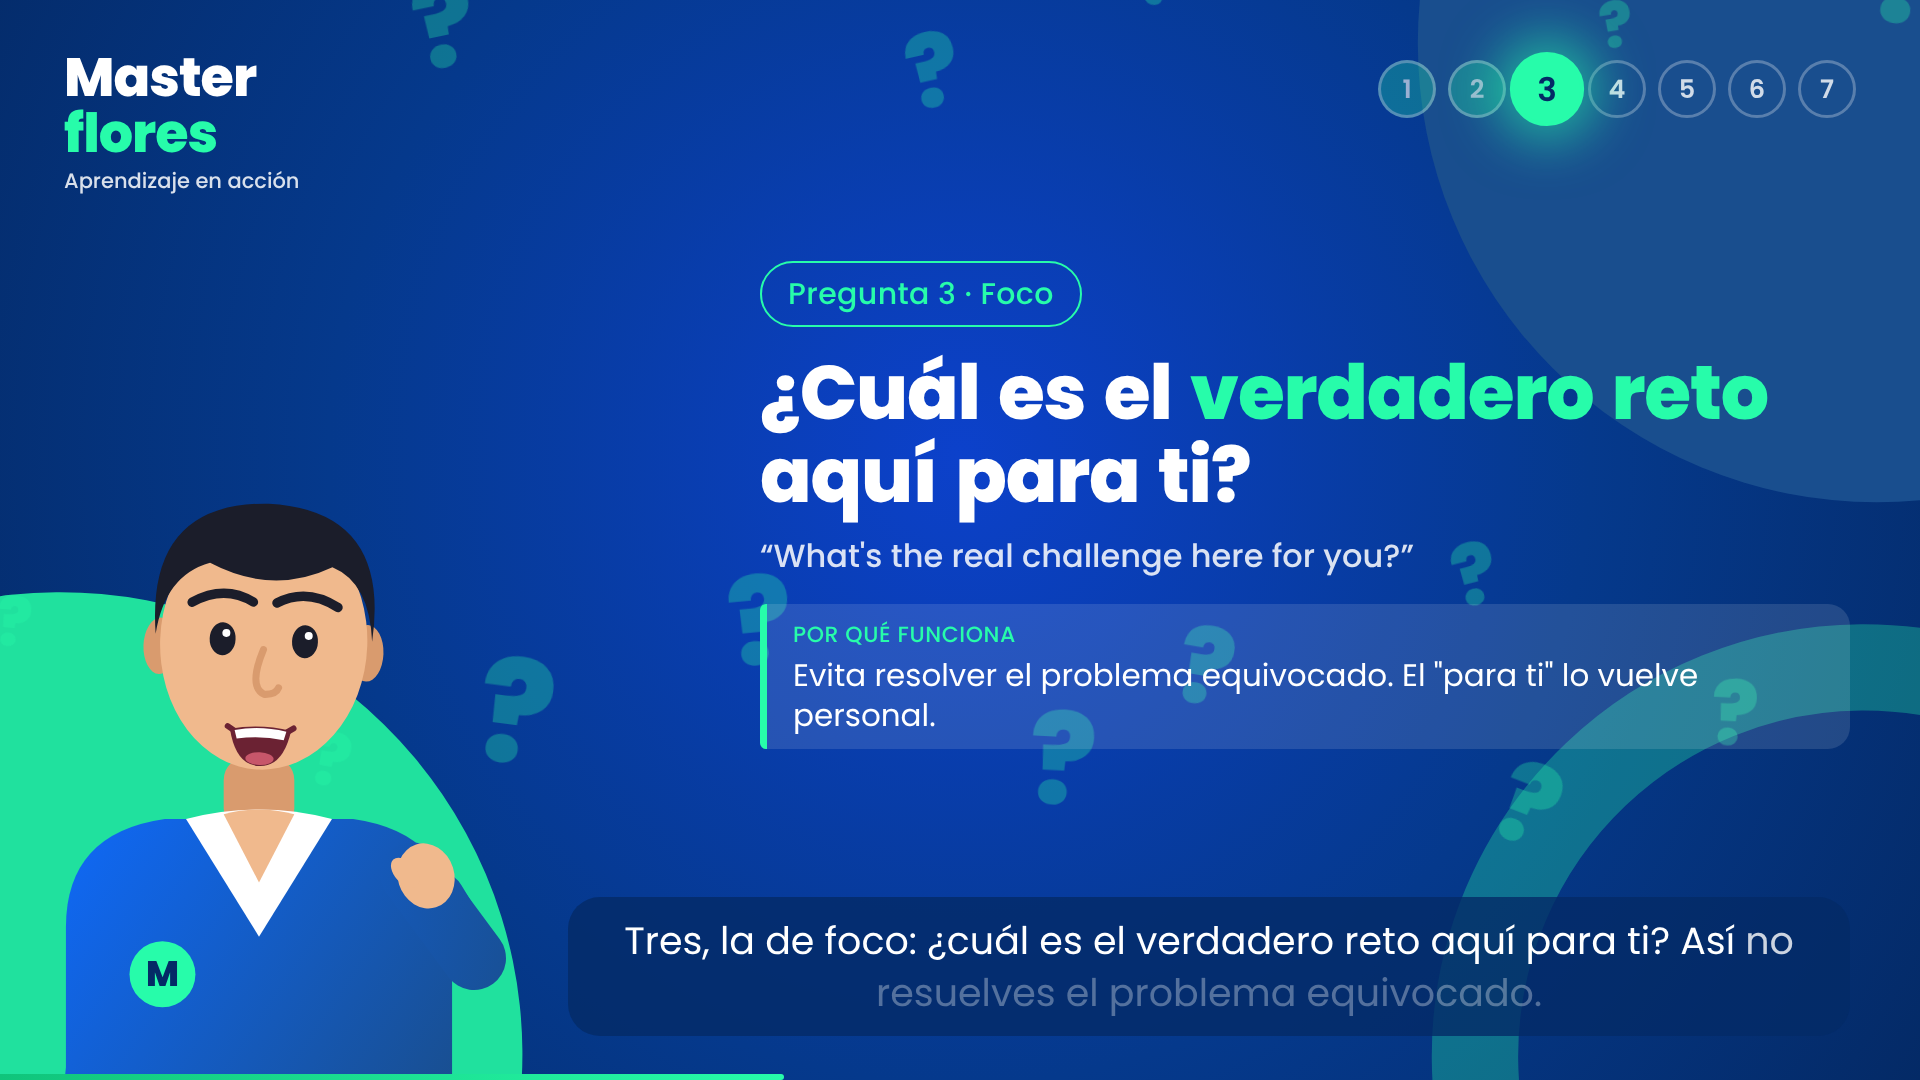 Master
flores
Aprendizaje en acción
1 2 3 4 5 6 7
Pregunta 3 · Foco
¿Cuál es el verdadero reto
aquí para ti?
“What's the real challenge here for you?”
POR QUÉ FUNCIONA
Evita resolver el problema equivocado. El "para ti" lo vuelve
personal.
Tres, la de foco: ¿cuál es el verdadero reto aquí para ti? Así no
resuelves el problema equivocado.
M